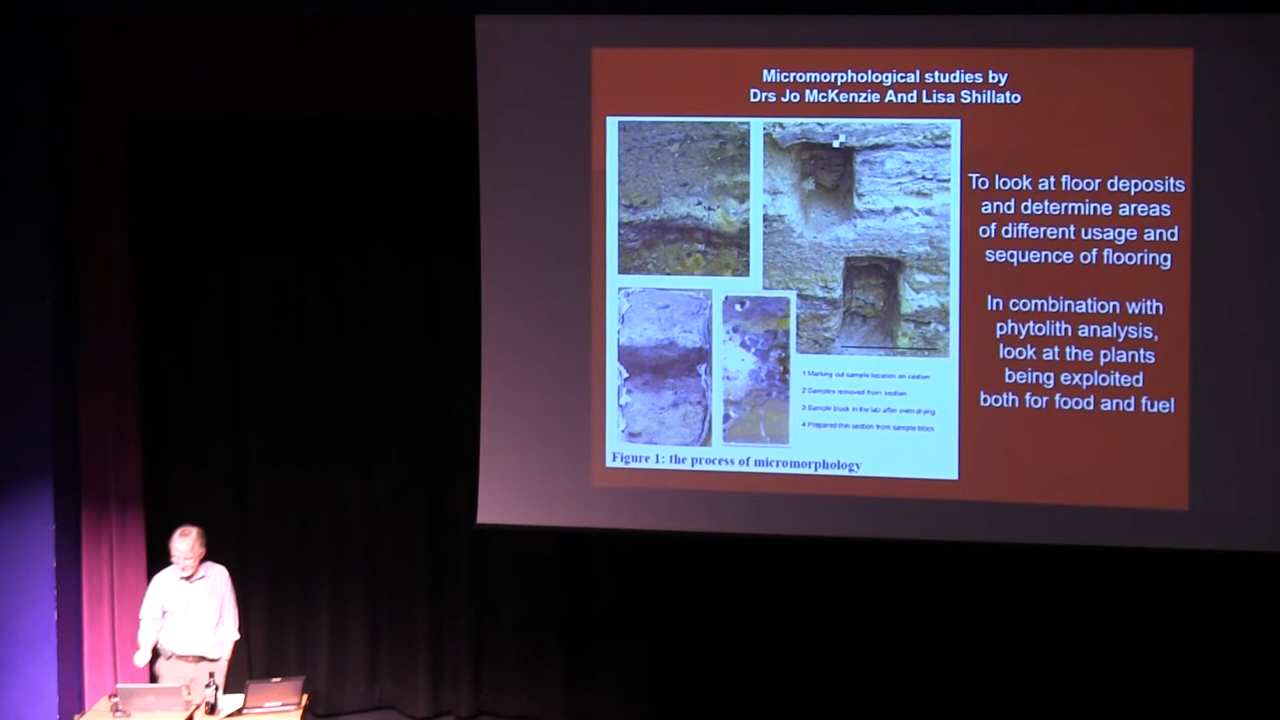 Micromorphological studies by
Drs Jo McKenzie And Lisa Shillato
To look at floor deposits
and determine areas
of different usage and
sequence of flooring
In combination with
phytolith analysis,
look at the plants
being exploited
both for food and fuel
1 Marking out sample location on section
2 Samples removed from section
3 Sample block in the lab after oven drying
4 Prepared thin section from sample block
Figure 1: the process of micromorphology